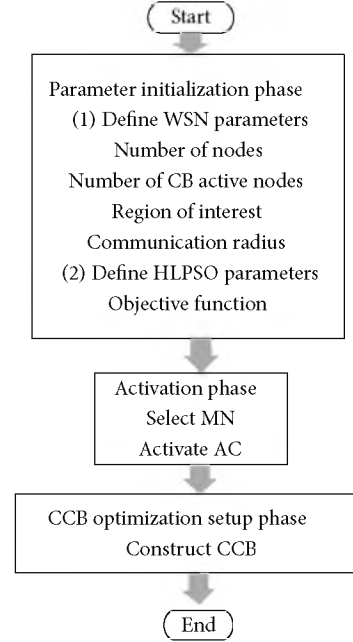 Start
Parameter initialization phase
(1) Define WSN parameters
Number of nodes
Number of CB active nodes
Region of interest
Communication radius
(2) Define HLPSO parameters
Objective function
Activation phase
Select MN
Activate AC
CCB optimization setup phase
Construct CCB
End